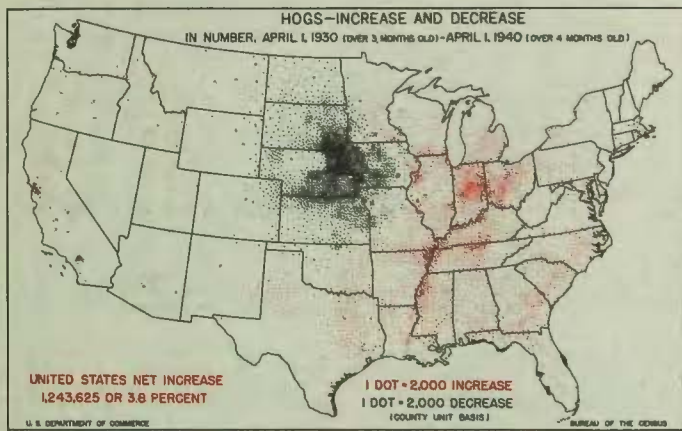 HOGS-INCREASE AND DECREASE
IN NUMBER, APRIL 1, 1930 (OVER 3 MONTHS OLD)-APRIL 1, 1940 (OVER 4 MONTHS OLD)
UNITED STATES NET INCREASE
1,243,625 OR 3.8 PERCENT
1 DOT = 2,000 INCREASE
1 DOT = 2,000 DECREASE
(COUNTY UNIT BASIS)
U. S. DEPARTMENT OF COMMERCE
BUREAU OF THE CENSUS